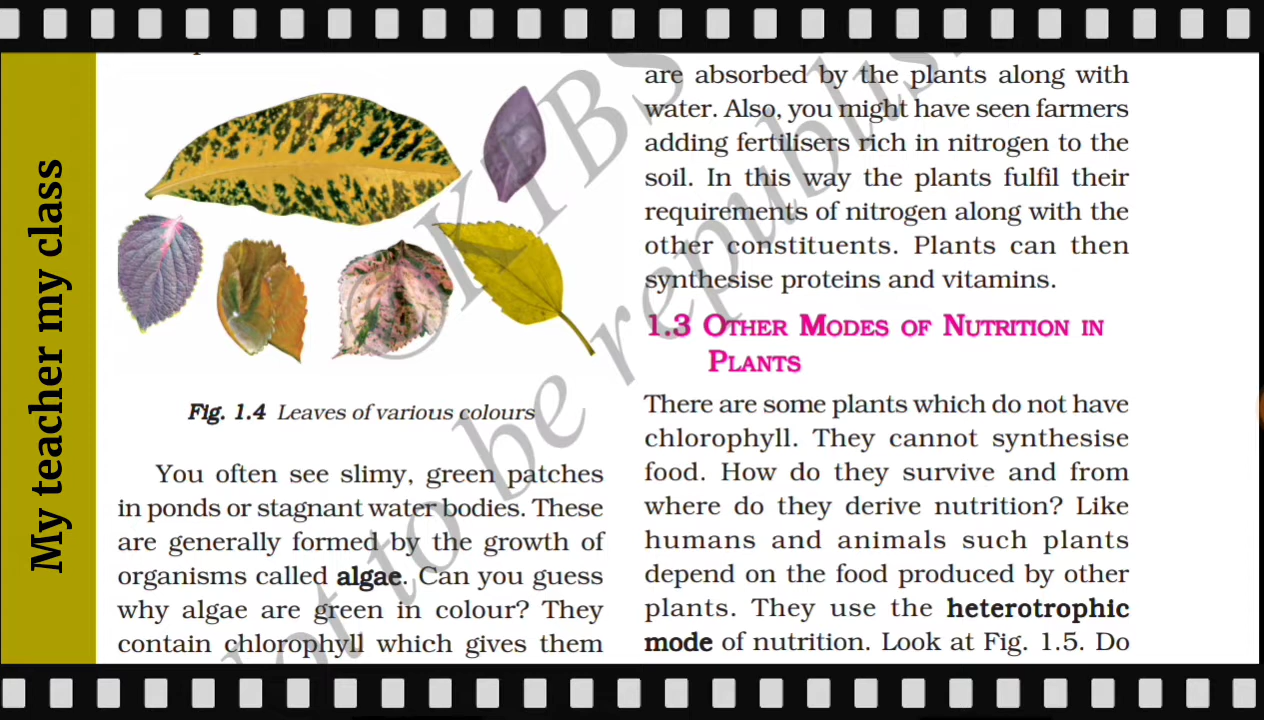 My teacher my class
Fig. 1.4 Leaves of various colours
You often see slimy, green patches
in ponds or stagnant water bodies. These
are generally formed by the growth of
organisms called algae. Can you guess
why algae are green in colour? They
contain chlorophyll which gives them
are absorbed by the plants along with
water. Also, you might have seen farmers
adding fertilisers rich in nitrogen to the
soil. In this way the plants fulfil their
requirements of nitrogen along with the
other constituents. Plants can then
synthesise proteins and vitamins.
1.3 OTHER MODES OF NUTRITION IN
PLANTS
There are some plants which do not have
chlorophyll. They cannot synthesise
food. How do they survive and from
where do they derive nutrition? Like
humans and animals such plants
depend on the food produced by other
plants. They use the heterotrophic
mode of nutrition. Look at Fig. 1.5. Do
©KTBS
not to be republished